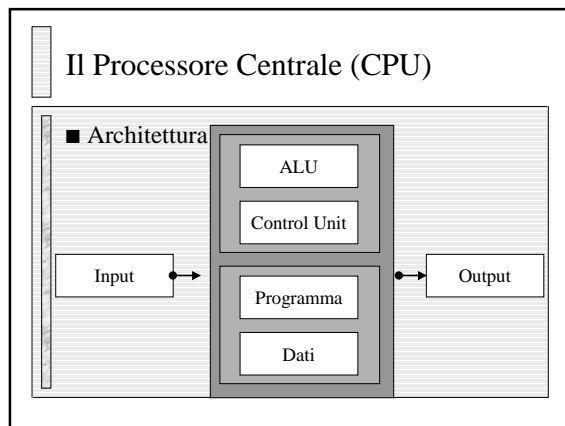 Il Processore Centrale (CPU)
■ Architettura
ALU
Control Unit
Input
Output
Programma
Dati